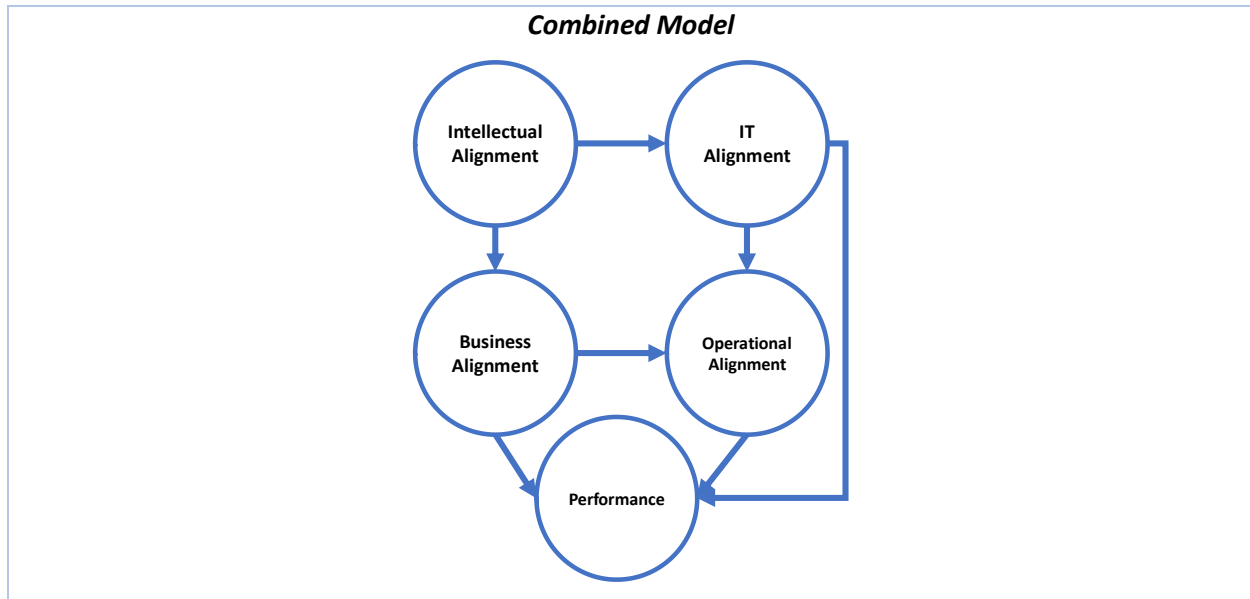 Combined Model
Intellectual
Alignment
IT
Alignment
Business
Alignment
Operational
Alignment
Performance